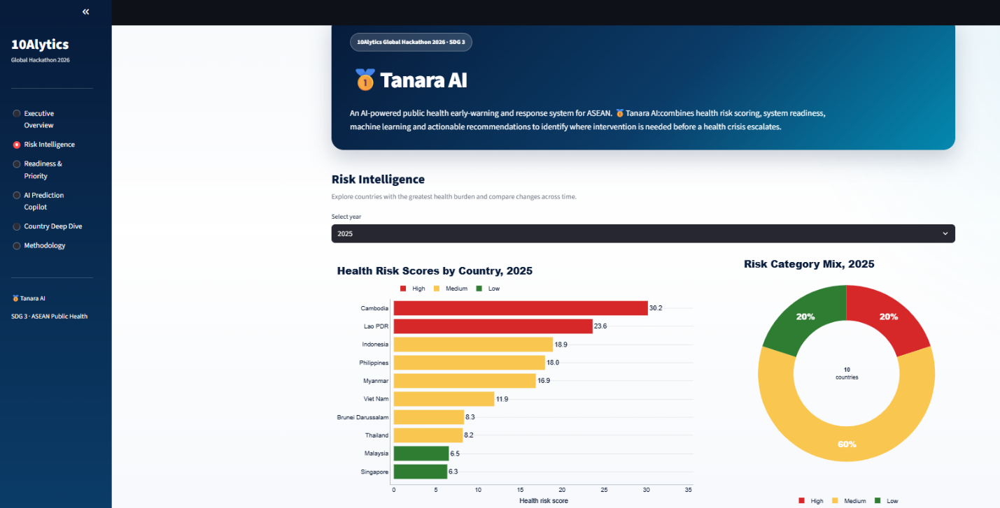 10Alytics
Global Hackathon 2026
Executive
Overview
Risk Intelligence
Readiness &
Priority
AI Prediction
Copilot
Country Deep Dive
Methodology
Tanara AI
SDG 3 · ASEAN Public Health
10Alytics Global Hackathon 2026 · SDG 3
1 Tanara AI
An AI-powered public health early-warning and response system for ASEAN. Tanara AI:combines health risk scoring, system readiness,
machine learning and actionable recommendations to identify where intervention is needed before a health crisis escalates.
Risk Intelligence
Explore countries with the greatest health burden and compare changes across time.
Select year
2025
Health Risk Scores by Country, 2025
High Medium Low
Cambodia 30.2
Lao PDR 23.6
Indonesia 18.9
Philippines 18.0
Myanmar 16.9
Viet Nam 11.9
Brunei Darussalam 8.3
Thailand 8.2
Malaysia 6.5
Singapore 6.3
0 5 10 15 20 25 30 35
Health risk score
Risk Category Mix, 2025
20% 20%
10
countries
60%
High Medium Low